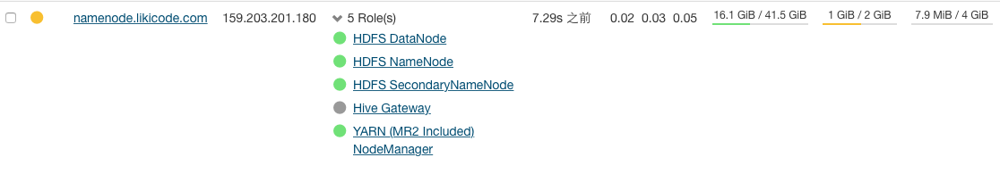 namenode.likicode.com 159.203.201.180 5 Role(s) 7.29s 之前 0.02 0.03 0.05 16.1 GiB / 41.5 GiB 1 GiB / 2 GiB 7.9 MiB / 4 GiB
HDFS DataNode
HDFS NameNode
HDFS SecondaryNameNode
Hive Gateway
YARN (MR2 Included)
NodeManager